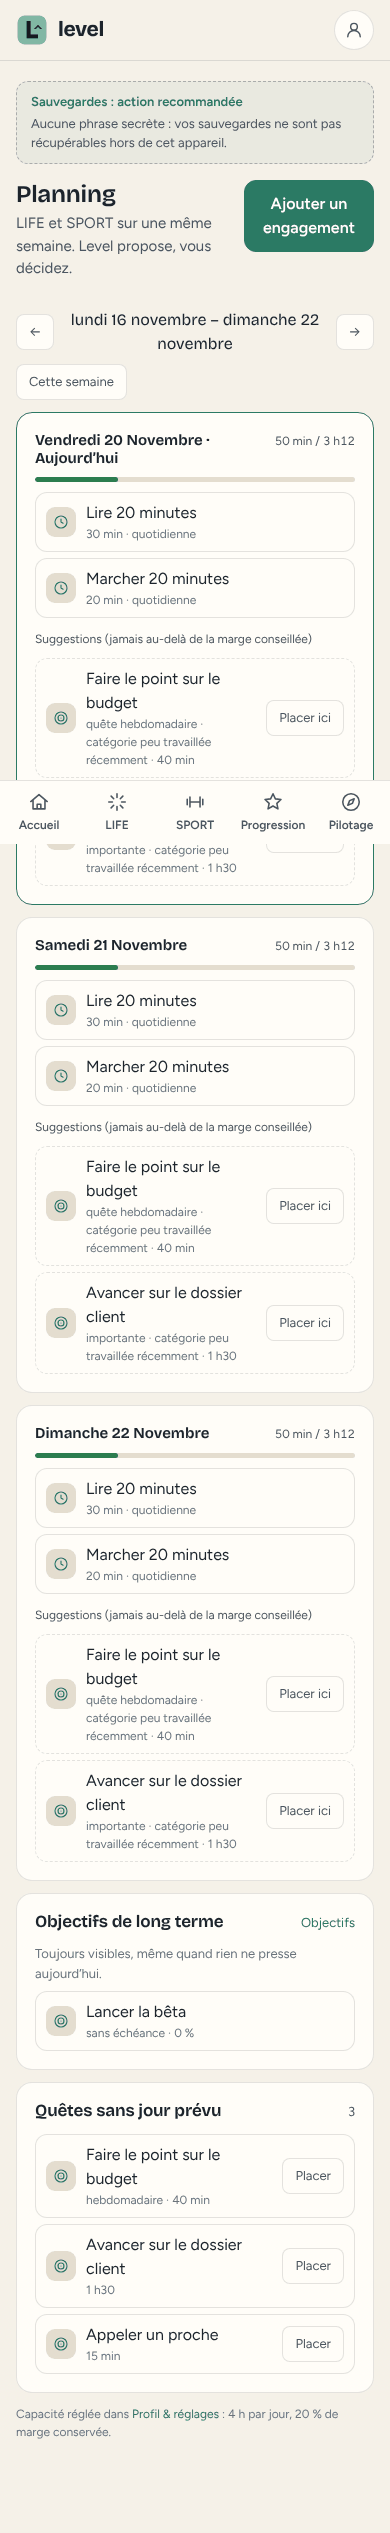 level
Sauvegardes : action recommandée
Aucune phrase secrète : vos sauvegardes ne sont pas
récupérables hors de cet appareil.
Planning
LIFE et SPORT sur une même
semaine. Level propose, vous
décidez.
Ajouter un
engagement
←
lundi 16 novembre – dimanche 22
novembre
→
Cette semaine
Vendredi 20 Novembre ·
Aujourd'hui
50 min / 3 h12
Lire 20 minutes
30 min · quotidienne
Marcher 20 minutes
20 min · quotidienne
Suggestions (jamais au-delà de la marge conseillée)
Faire le point sur le
budget
quête hebdomadaire ·
catégorie peu travaillée
récemment · 40 min
Placer ici
Accueil
LIFE
SPORT
Progression
Pilotage
importante · catégorie peu
travaillée récemment · 1 h30
Samedi 21 Novembre
50 min / 3 h12
Lire 20 minutes
30 min · quotidienne
Marcher 20 minutes
20 min · quotidienne
Suggestions (jamais au-delà de la marge conseillée)
Faire le point sur le
budget
quête hebdomadaire ·
catégorie peu travaillée
récemment · 40 min
Placer ici
Avancer sur le dossier
client
importante · catégorie peu
travaillée récemment · 1 h30
Placer ici
Dimanche 22 Novembre
50 min / 3 h12
Lire 20 minutes
30 min · quotidienne
Marcher 20 minutes
20 min · quotidienne
Suggestions (jamais au-delà de la marge conseillée)
Faire le point sur le
budget
quête hebdomadaire ·
catégorie peu travaillée
récemment · 40 min
Placer ici
Avancer sur le dossier
client
importante · catégorie peu
travaillée récemment · 1 h30
Placer ici
Objectifs de long terme
Objectifs
Toujours visibles, même quand rien ne presse
aujourd'hui.
Lancer la bêta
sans échéance · 0 %
Quêtes sans jour prévu
3
Faire le point sur le
budget
hebdomadaire · 40 min
Placer
Avancer sur le dossier
client
1 h30
Placer
Appeler un proche
15 min
Placer
Capacité réglée dans Profil & réglages : 4 h par jour, 20 % de
marge conservée.